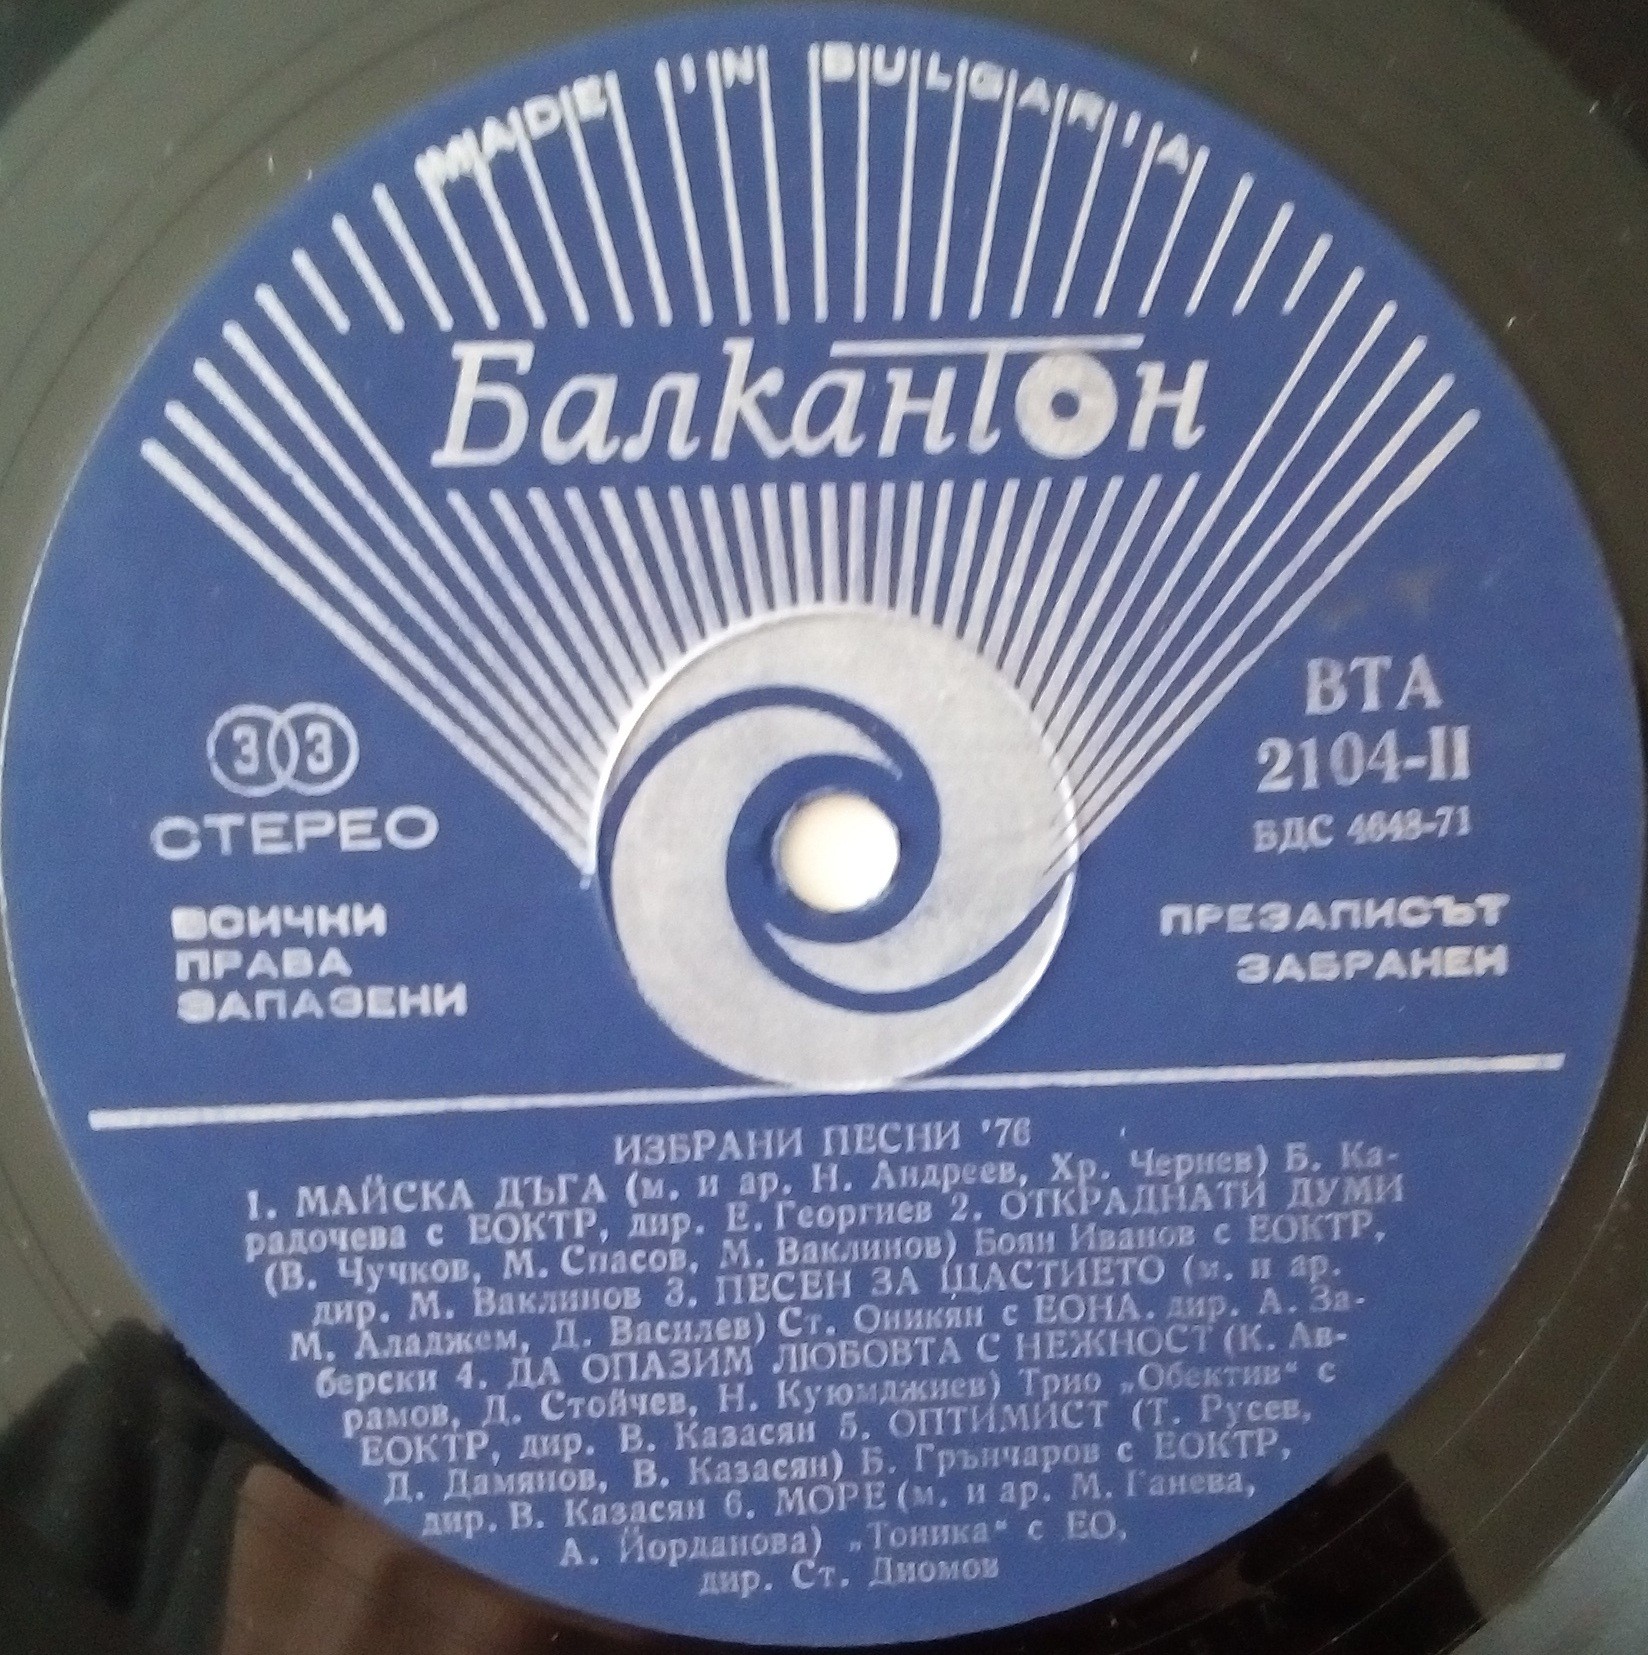 MADE IN BULGARIA
Балкантон
33
СТЕРЕО
ВСИЧКИ
ПРАВА
ЗАПАЗЕНИ
ВТА
2104-II
БДС 4648-71
ПРЕЗАПИСЪТ
ЗАБРАНЕН
ИЗБРАНИ ПЕСНИ '76
1. МАЙСКА ДЪГА (м. и ар. Н. Андреев, Хр. Чернев) Б. Ка-
радочева с ЕОКТР, дир. Е. Георгиев 2. ОТКРАДНАТИ ДУМИ
(В. Чучков, М. Спасов, М. Ваклинов) Боян Иванов с ЕОКТР,
дир. М. Ваклинов 3. ПЕСЕН ЗА ЩАСТИЕТО (м. и ар.
М. Аладжем, Д. Василев) Ст. Оникян с ЕОНА. дир. А. За-
берски 4. ДА ОПАЗИМ ЛЮБОВТА С НЕЖНОСТ (К. Ав-
рамов, Д. Стойчев, Н. Куюмджиев) Трио „Обектив“ с
ЕОКТР, дир. В. Казасян 5. ОПТИМИСТ (Т. Русев,
Д. Дамянов, В. Казасян) Б. Грънчаров с ЕОКТР,
дир. В. Казасян 6. МОРЕ (м. и ар. М. Ганева,
А. Йорданова) „Тоника“ с ЕО,
дир. Ст. Диомов